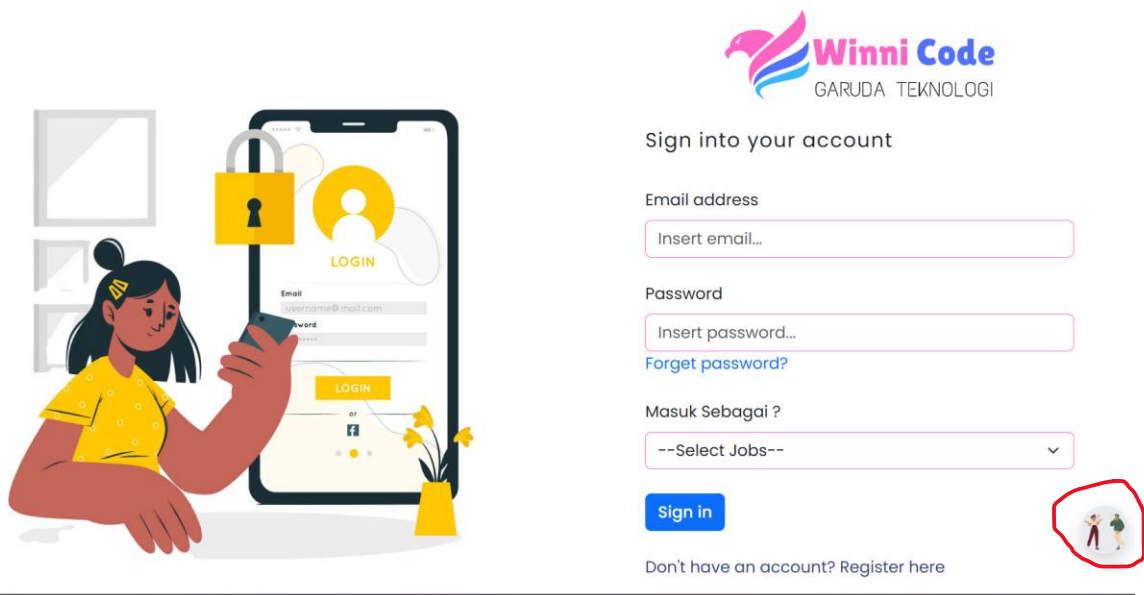 Winni Code
GARUDA TEKNOLOGI
Sign into your account
Email address
Insert email...
Password
Insert password...
Forget password?
Masuk Sebagai ?
--Select Jobs--
Sign in
Don't have an account? Register here
LOGIN
Email
username@mail.com
sword
LOGIN
or